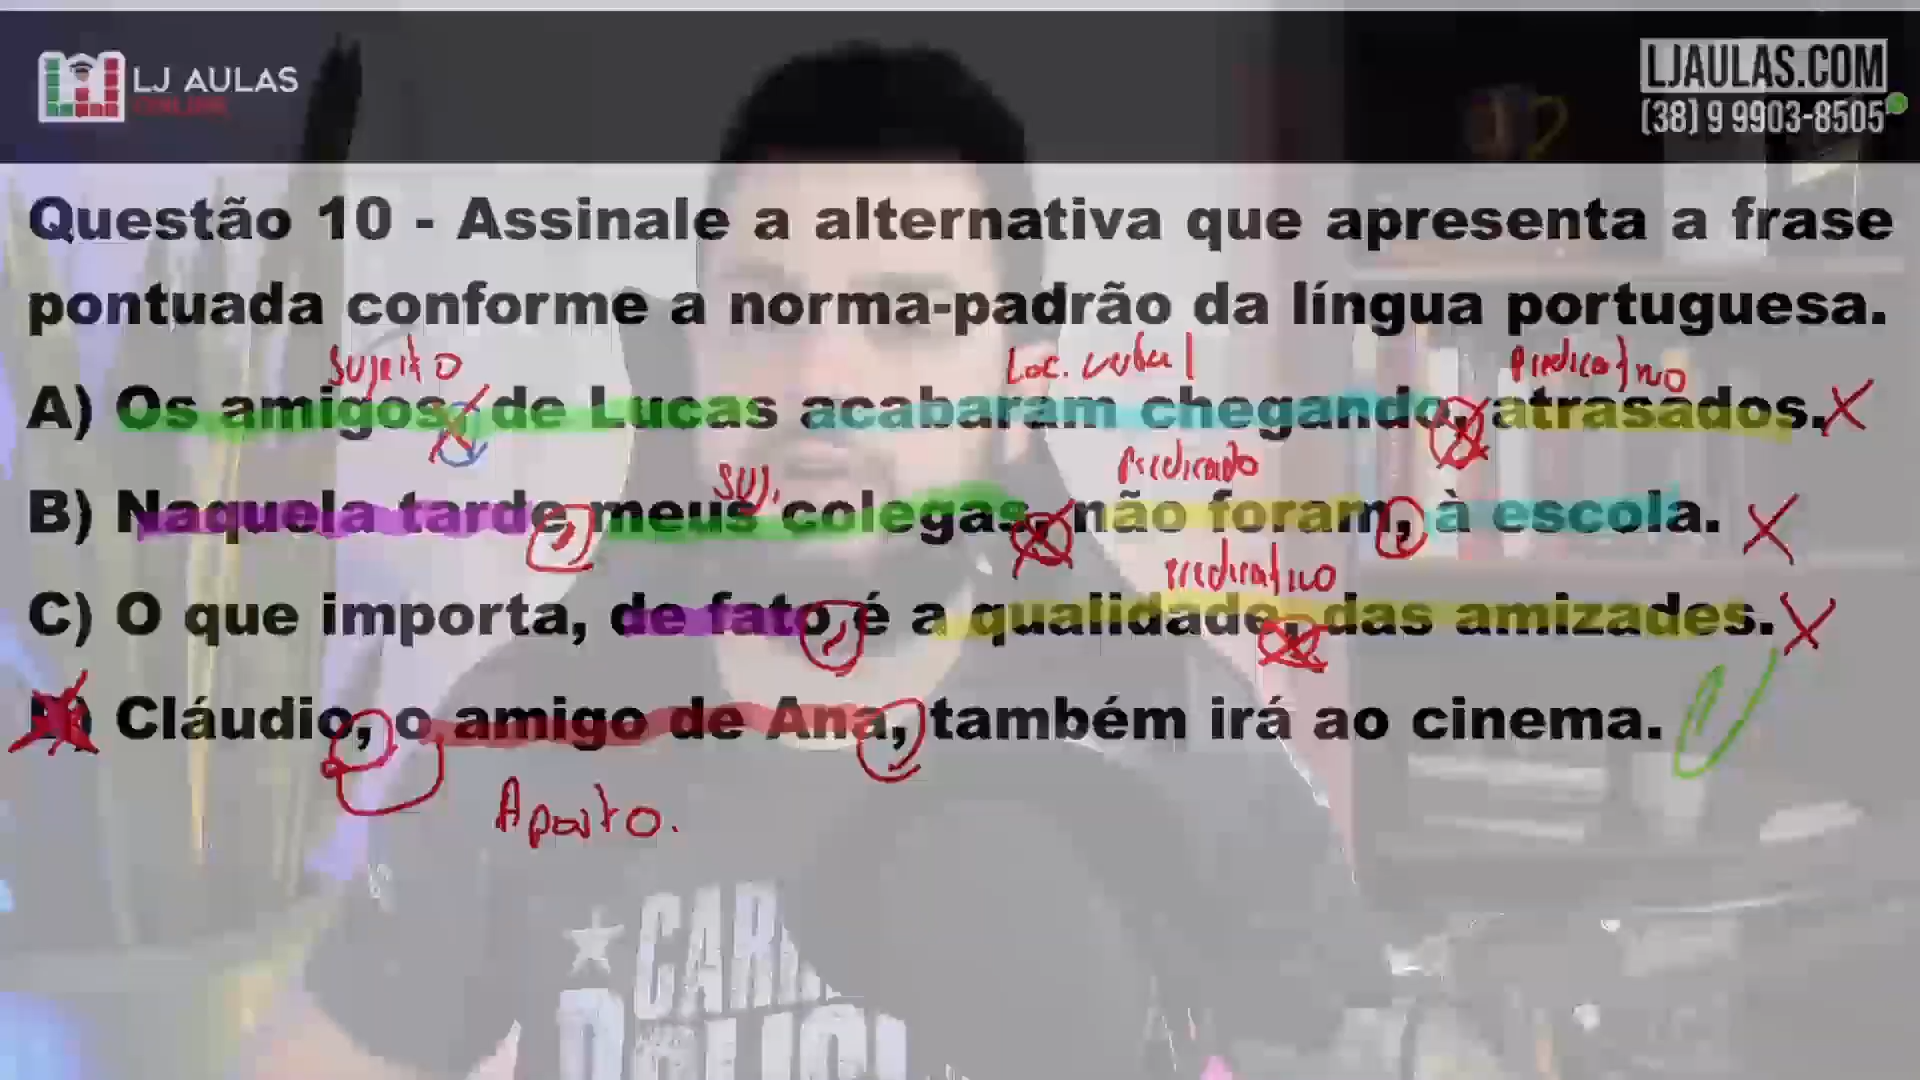 LJ AULAS
ONLINE
LJAULAS.COM
(38) 9 9903-8505
Questão 10 - Assinale a alternativa que apresenta a frase
pontuada conforme a norma-padrão da língua portuguesa.
Sujeito Loc. verbal Predicativo
A) Os amigos, de Lucas acabaram chegando, atrasados.
suj. Predicado
B) Naquela tarde, meus colegas, não foram, à escola.
Predicativo
C) O que importa, de fato, é a qualidade, das amizades.
Cláudio, o amigo de Ana, também irá ao cinema.
Aposto.